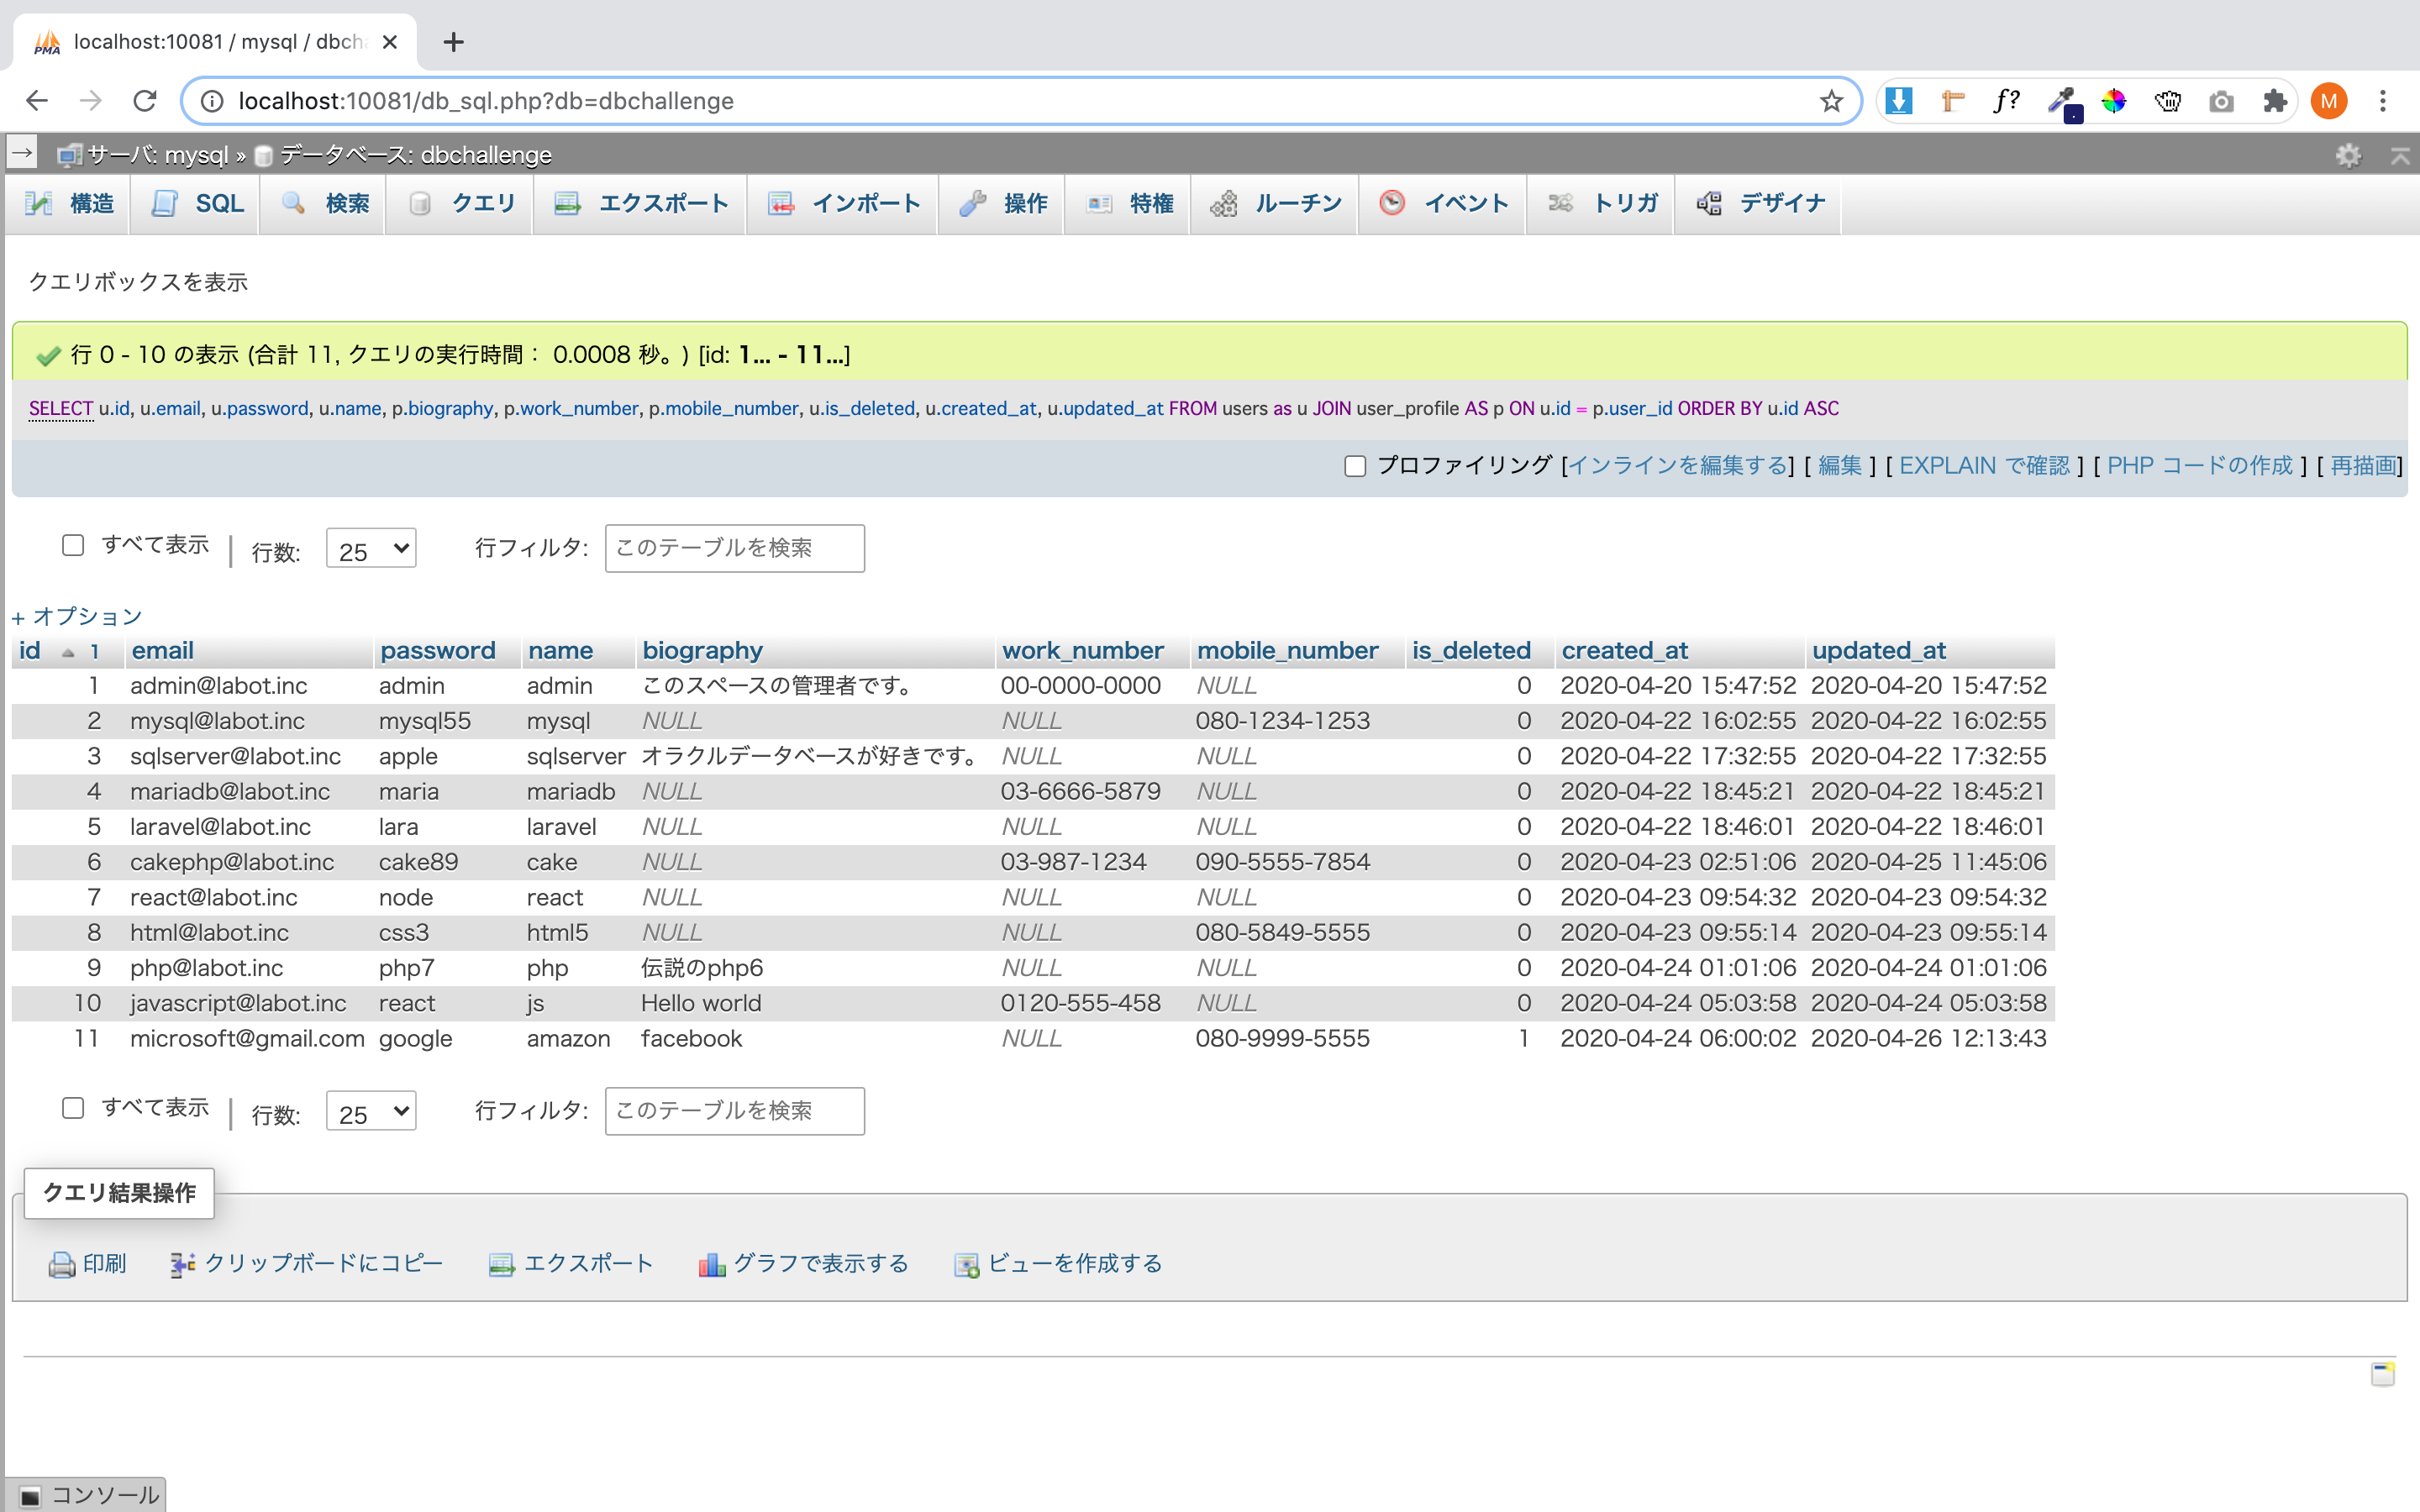 localhost:10081 / mysql / dbch
localhost:10081/db_sql.php?db=dbchallenge
f?
M
サーバ: mysql » データベース: dbchallenge
構造 SQL 検索 クエリ エクスポート インポート 操作 特権 ルーチン イベント トリガ デザイナ
クエリボックスを表示
行 0 - 10 の表示 (合計 11, クエリの実行時間： 0.0008 秒。) [id: 1... - 11...]
SELECT u.id, u.email, u.password, u.name, p.biography, p.work_number, p.mobile_number, u.is_deleted, u.created_at, u.updated_at FROM users as u JOIN user_profile AS p ON u.id = p.user_id ORDER BY u.id ASC
プロファイリング [インラインを編集する] [ 編集 ] [ EXPLAIN で確認 ] [ PHP コードの作成 ] [ 再描画]
すべて表示 | 行数: 25 行フィルタ: このテーブルを検索
+ オプション
id 1 email password name biography work_number mobile_number is_deleted created_at updated_at
1 admin@labot.inc admin admin このスペースの管理者です。 00-0000-0000 NULL 0 2020-04-20 15:47:52 2020-04-20 15:47:52
2 mysql@labot.inc mysql55 mysql NULL NULL 080-1234-1253 0 2020-04-22 16:02:55 2020-04-22 16:02:55
3 sqlserver@labot.inc apple sqlserver オラクルデータベースが好きです。 NULL NULL 0 2020-04-22 17:32:55 2020-04-22 17:32:55
4 mariadb@labot.inc maria mariadb NULL 03-6666-5879 NULL 0 2020-04-22 18:45:21 2020-04-22 18:45:21
5 laravel@labot.inc lara laravel NULL NULL NULL 0 2020-04-22 18:46:01 2020-04-22 18:46:01
6 cakephp@labot.inc cake89 cake NULL 03-987-1234 090-5555-7854 0 2020-04-23 02:51:06 2020-04-25 11:45:06
7 react@labot.inc node react NULL NULL NULL 0 2020-04-23 09:54:32 2020-04-23 09:54:32
8 html@labot.inc css3 html5 NULL NULL 080-5849-5555 0 2020-04-23 09:55:14 2020-04-23 09:55:14
9 php@labot.inc php7 php 伝説のphp6 NULL NULL 0 2020-04-24 01:01:06 2020-04-24 01:01:06
10 javascript@labot.inc react js Hello world 0120-555-458 NULL 0 2020-04-24 05:03:58 2020-04-24 05:03:58
11 microsoft@gmail.com google amazon facebook NULL 080-9999-5555 1 2020-04-24 06:00:02 2020-04-26 12:13:43
すべて表示 | 行数: 25 行フィルタ: このテーブルを検索
クエリ結果操作
印刷 クリップボードにコピー エクスポート グラフで表示する ビューを作成する
コンソール